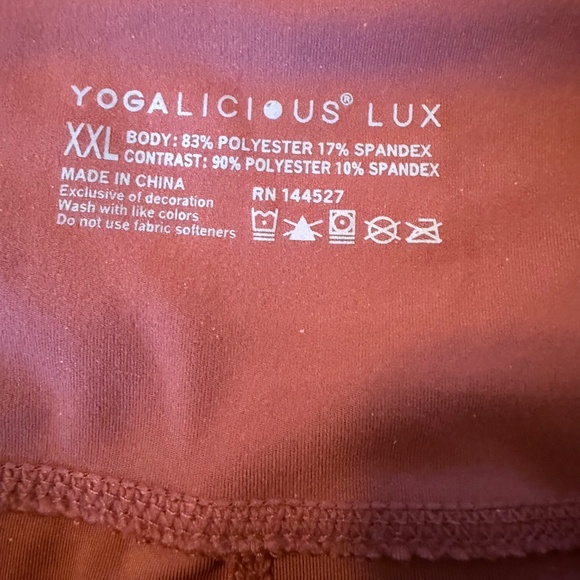 YOGALICIOUS® LUX
XXL BODY: 83% POLYESTER 17% SPANDEX
CONTRAST: 90% POLYESTER 10% SPANDEX
MADE IN CHINA
Exclusive of decoration RN 144527
Wash with like colors
Do not use fabric softeners